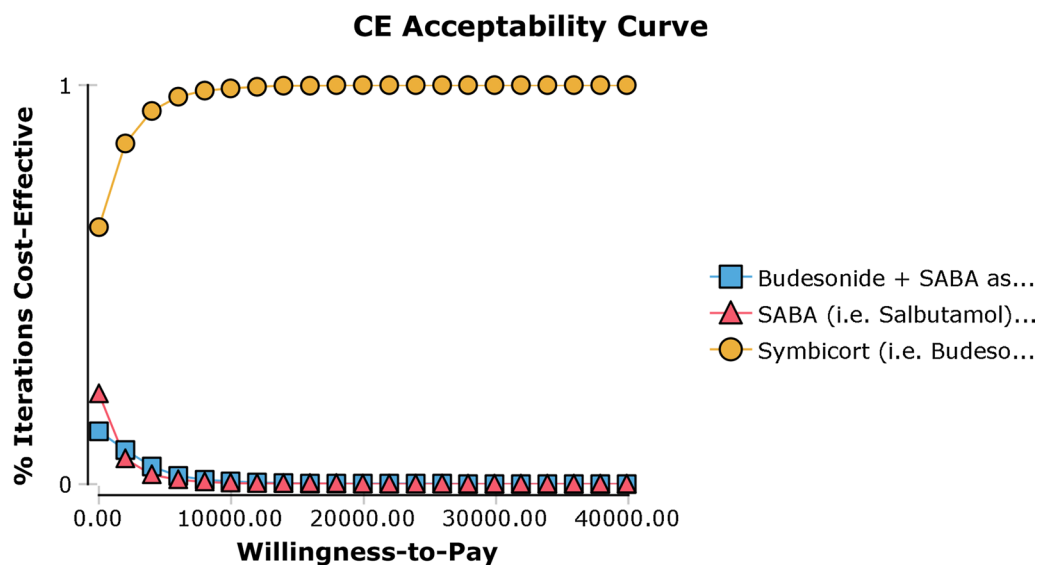 CE Acceptability Curve
% Iterations Cost-Effective
1
0
0.00 10000.00 20000.00 30000.00 40000.00
Willingness-to-Pay
Budesonide + SABA as...
SABA (i.e. Salbutamol)...
Symbicort (i.e. Budeso...